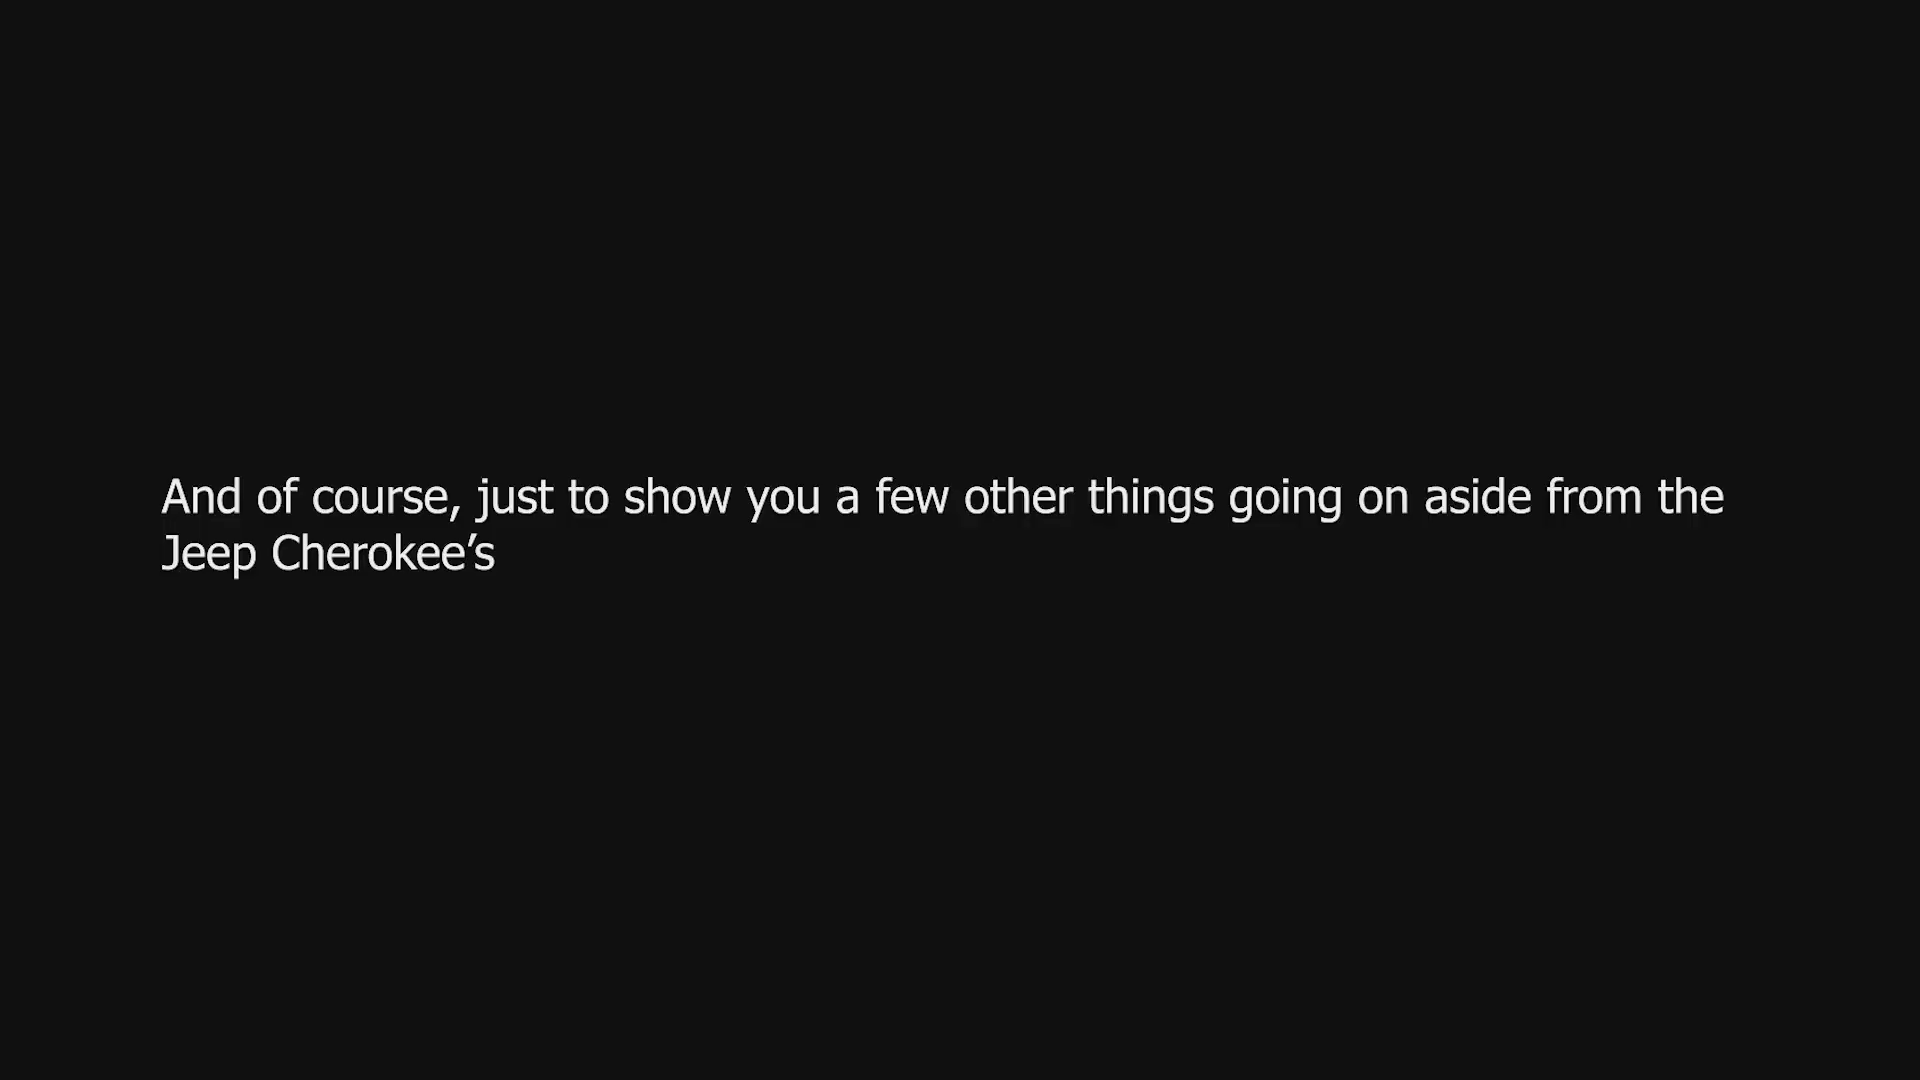 And of course, just to show you a few other things going on aside from the
Jeep Cherokee’s